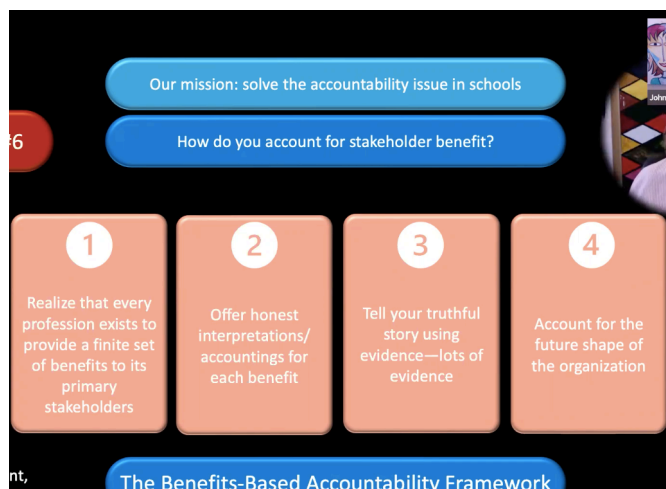 Our mission: solve the accountability issue in schools
How do you account for stakeholder benefit?
#6
John
1
Realize that every
profession exists to
provide a finite set
of benefits to its
primary
stakeholders
2
Offer honest
interpretations/
accountings for
each benefit
3
Tell your truthful
story using
evidence—lots of
evidence
4
Account for the
future shape of
the organization
nt,
The Benefits-Based Accountability Framework